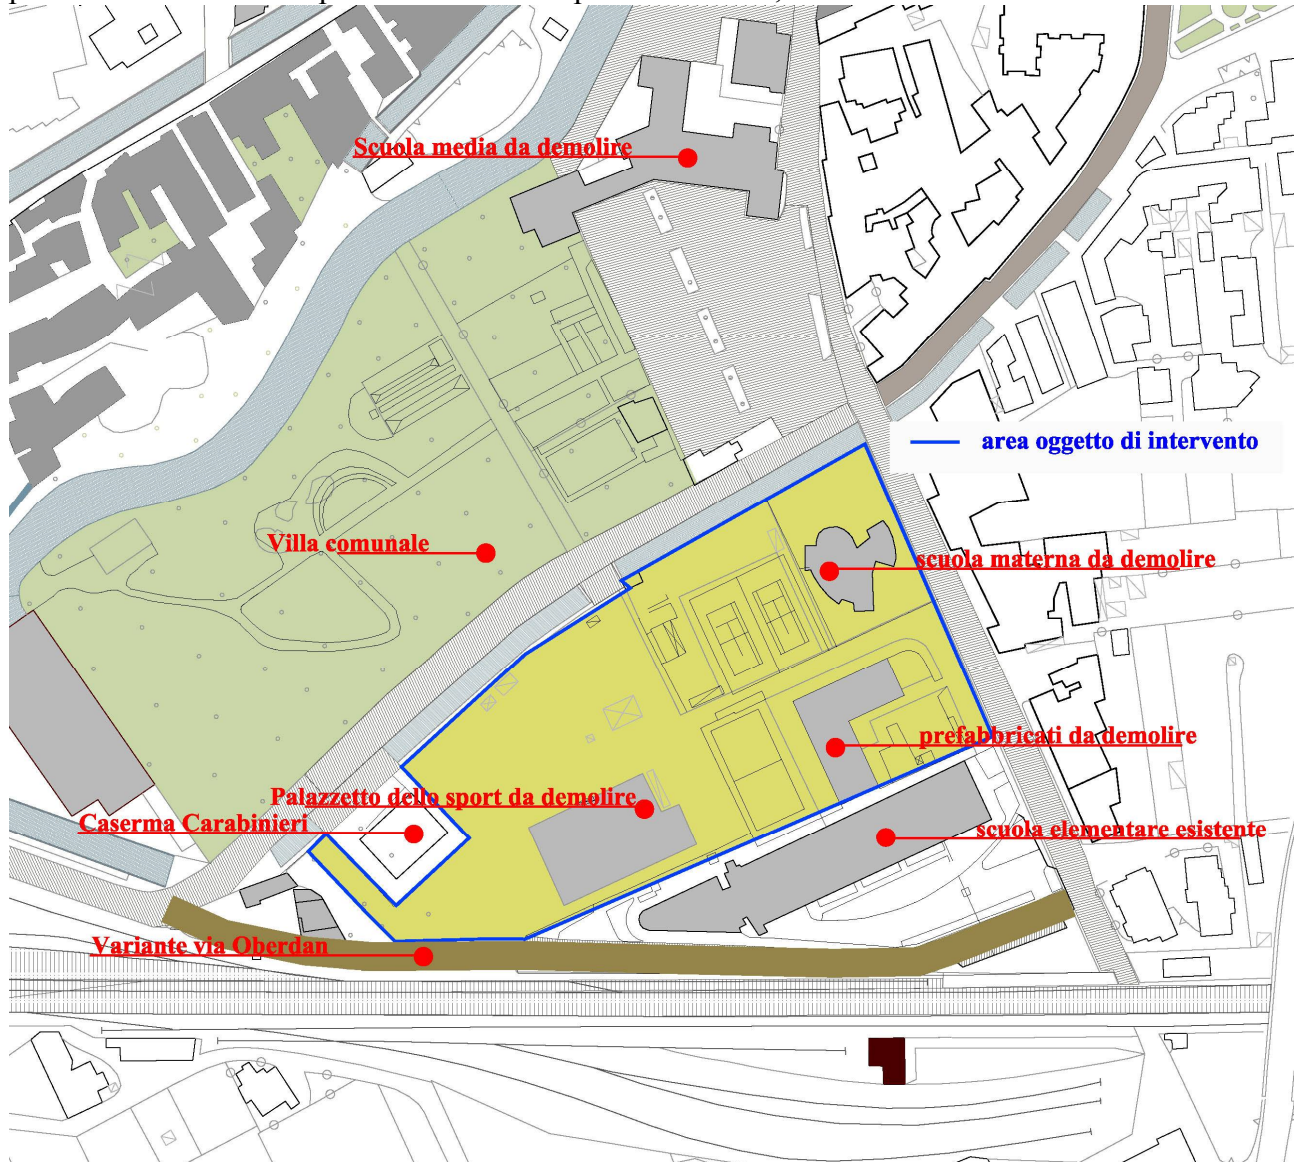 Scuola media da demolire
area oggetto di intervento
Villa comunale
scuola materna da demolire
prefabbricati da demolire
Palazzetto dello sport da demolire
Caserma Carabinieri
scuola elementare esistente
Variante via Oberdan